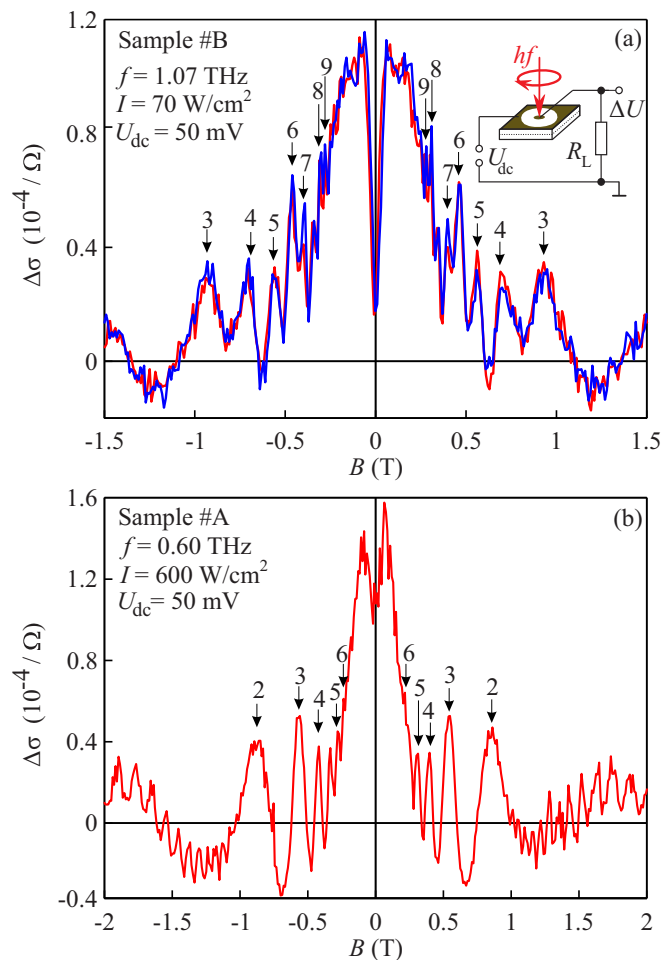 1.2
Sample #B
(a)
f = 1.07 THz
I = 70 W/cm²
U_dc = 50 mV
hf
ΔU
U_dc
R_L
0.8
0.4
0
Δσ (10⁻⁴/ Ω)
3
4
5
6
7
8
9
9
8
7
6
5
4
3
-1.5
-1
-0.5
0
0.5
1
1.5
B (T)
1.6
Sample #A
(b)
f = 0.60 THz
I = 600 W/cm²
U_dc = 50 mV
1.2
0.8
0.4
0
-0.4
Δσ (10⁻⁴/ Ω)
2
3
4
5
6
6
5
4
3
2
-2
-1.5
-1
-0.5
0
0.5
1
1.5
2
B (T)